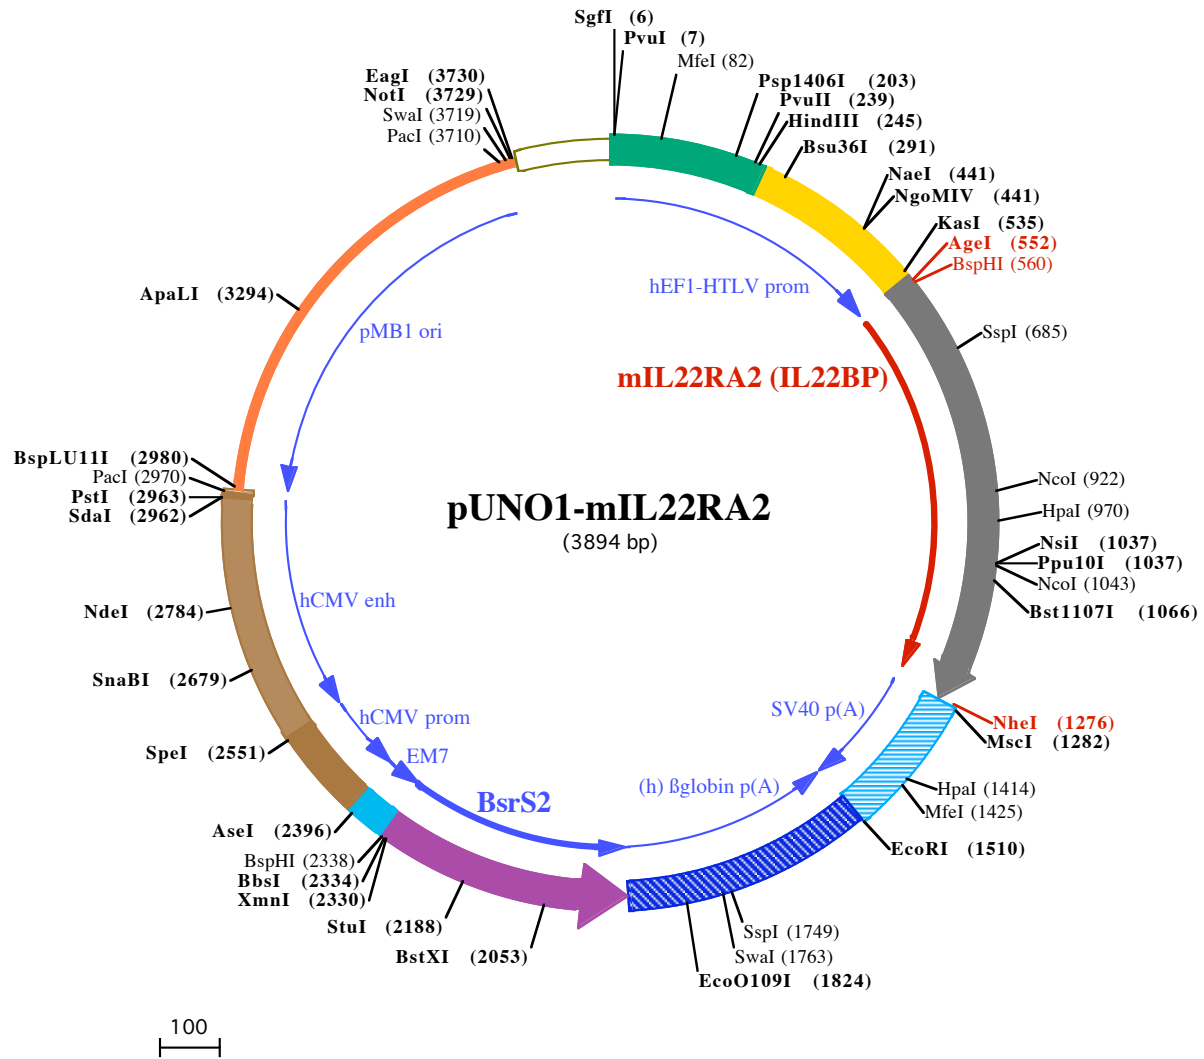 SgfI (6)
PvuI (7)
MfeI (82)
Psp1406I (203)
PvuII (239)
HindIII (245)
Bsu36I (291)
NaeI (441)
NgoMIV (441)
KasI (535)
AgeI (552)
BspHI (560)
SspI (685)
NcoI (922)
HpaI (970)
NsiI (1037)
Ppu10I (1037)
NcoI (1043)
Bst1107I (1066)
NheI (1276)
MscI (1282)
HpaI (1414)
MfeI (1425)
EcoRI (1510)
SspI (1749)
SwaI (1763)
EcoO109I (1824)
BstXI (2053)
StuI (2188)
XmnI (2330)
BbsI (2334)
BspHI (2338)
AseI (2396)
SpeI (2551)
SnaBI (2679)
NdeI (2784)
SdaI (2962)
PstI (2963)
PacI (2970)
BspLU11I (2980)
ApaLI (3294)
PacI (3710)
SwaI (3719)
NotI (3729)
EagI (3730)
hEF1-HTLV prom
mIL22RA2 (IL22BP)
SV40 p(A)
(h) ßglobin p(A)
BsrS2
EM7
hCMV prom
hCMV enh
pMB1 ori
pUNO1-mIL22RA2
(3894 bp)
100